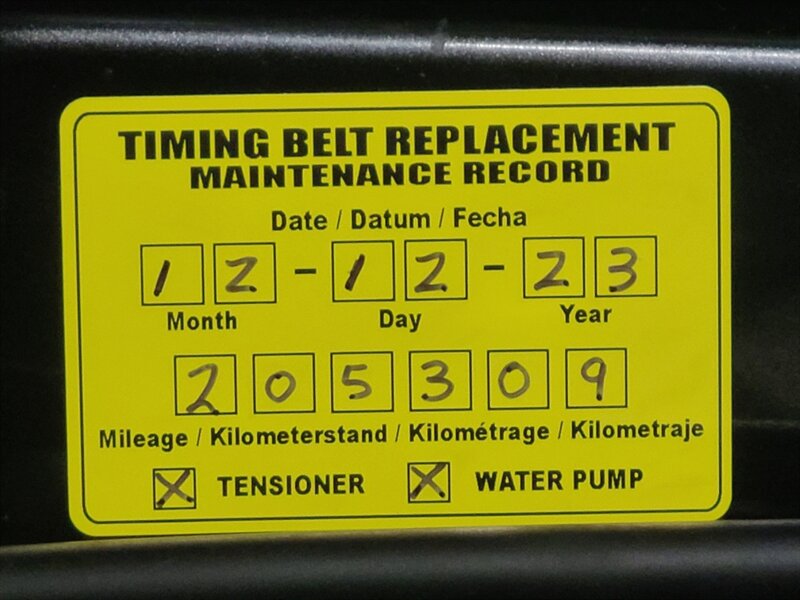 TIMING BELT REPLACEMENT
MAINTENANCE RECORD
Date / Datum / Fecha
12 - 12 - 23
Month Day Year
205309
Mileage / Kilometerstand / Kilométrage / Kilometraje
X TENSIONER X WATER PUMP